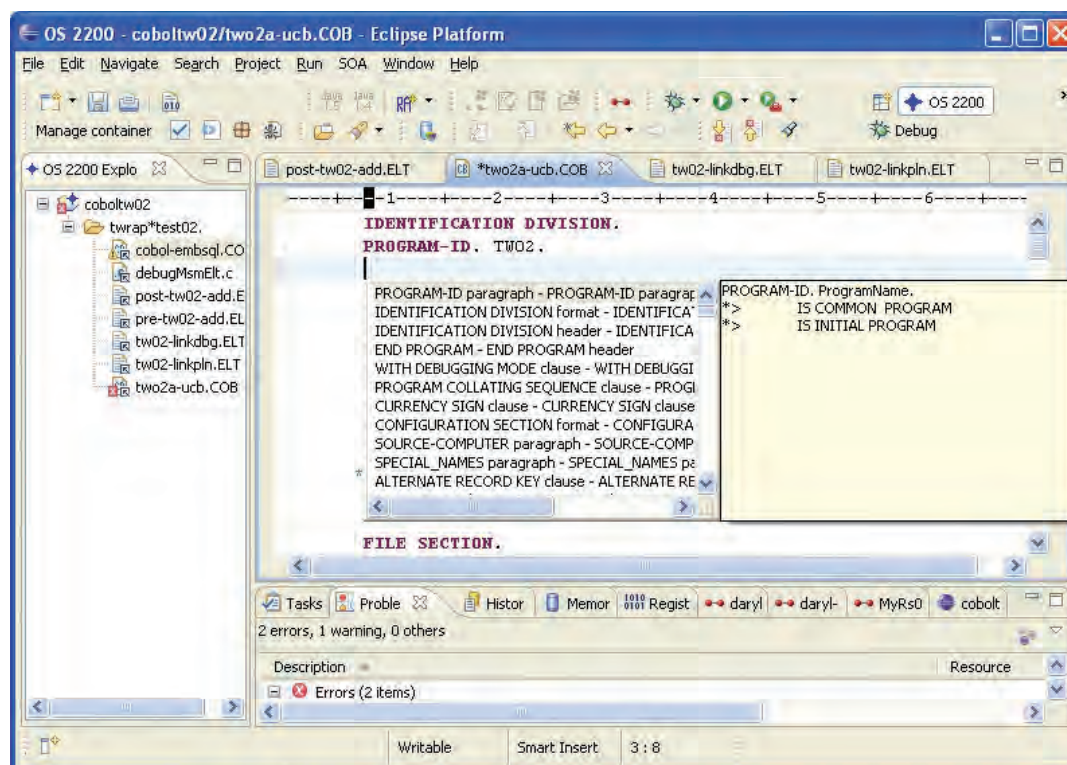 OS 2200 - coboltw02/two2a-ucb.COB - Eclipse Platform
File Edit Navigate Search Project Run SOA Window Help
OS 2200
Manage container Debug
OS 2200 Explo
post-tw02-add.ELT *two2a-ucb.COB tw02-linkdbg.ELT tw02-linkpln.ELT
coboltw02
twrap*test02.
cobol-embsql.CO
debugMsmElt.c
post-tw02-add.E
pre-tw02-add.EL
tw02-linkdbg.ELT
tw02-linkpln.ELT
two2a-ucb.COB
----+---1----+----2----+----3----+----4----+----5----+----6----+----
IDENTIFICATION DIVISION.
PROGRAM-ID. TWO2.
PROGRAM-ID paragraph - PROGRAM-ID paragrap
IDENTIFICATION DIVISION format - IDENTIFICA
IDENTIFICATION DIVISION header - IDENTIFICA
END PROGRAM - END PROGRAM header
WITH DEBUGGING MODE clause - WITH DEBUGGI
PROGRAM COLLATING SEQUENCE clause - PROGI
CURRENCY SIGN clause - CURRENCY SIGN clause
CONFIGURATION SECTION format - CONFIGURA
SOURCE-COMPUTER paragraph - SOURCE-COMP
SPECIAL_NAMES paragraph - SPECIAL_NAMES pa
* ALTERNATE RECORD KEY clause - ALTERNATE RE
PROGRAM-ID. ProgramName.
*> IS COMMON PROGRAM
*> IS INITIAL PROGRAM
FILE SECTION.
Tasks Proble Histor Memor Regist daryl daryl- MyRs0 cobolt
2 errors, 1 warning, 0 others
Description Resource
Errors (2 items)
Writable Smart Insert 3 : 8